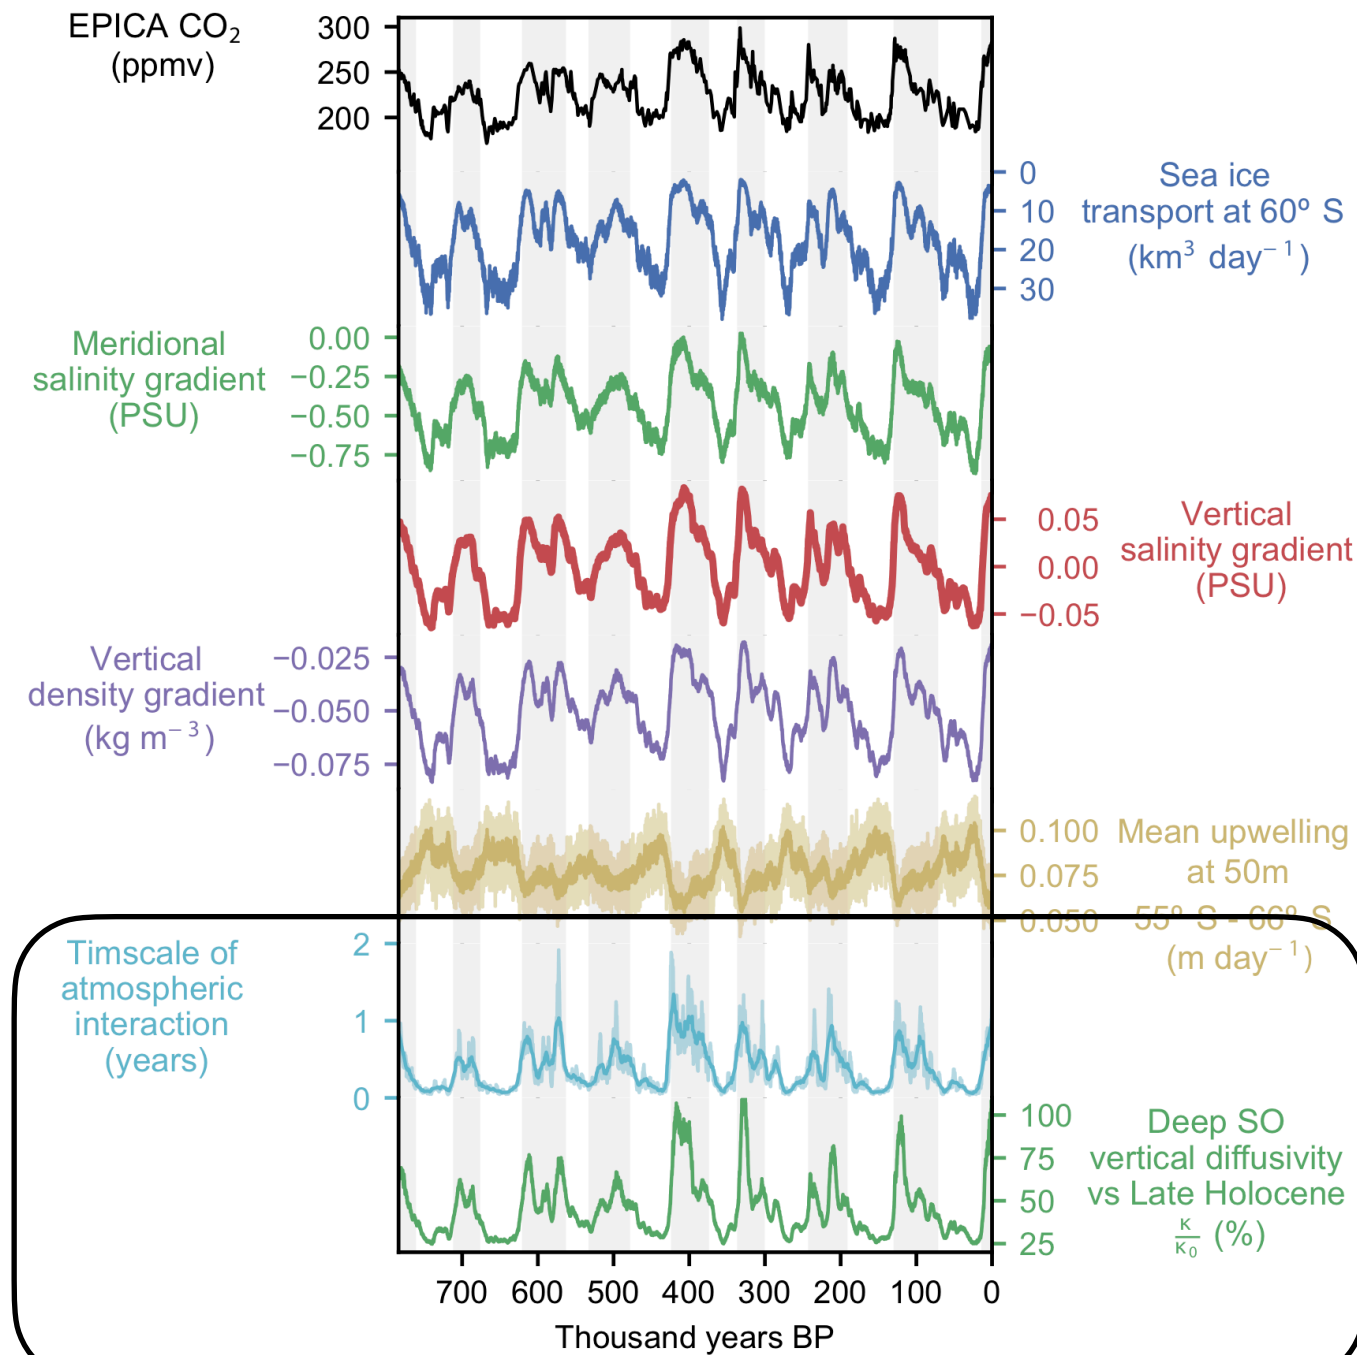 EPICA CO₂
(ppmv)
300
250
200
0
10
20
30
Sea ice
transport at 60º S
(km³ day⁻¹)
Meridional
salinity gradient
(PSU)
0.00
−0.25
−0.50
−0.75
0.05
0.00
−0.05
Vertical
salinity gradient
(PSU)
Vertical
density gradient
(kg m⁻³)
−0.025
−0.050
−0.075
0.100
0.075
0.050
Mean upwelling
at 50m
55º S - 66º S
(m day⁻¹)
Timscale of
atmospheric
interaction
(years)
2
1
0
100
75
50
25
Deep SO
vertical diffusivity
vs Late Holocene
κ/κ₀ (%)
700 600 500 400 300 200 100 0
Thousand years BP